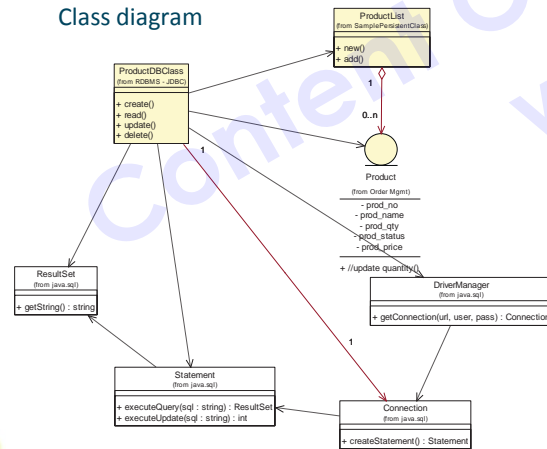 Class diagram
ProductList
(from SamplePersistentClass)
+ new()
+ add()
ProductDBClass
(from RDBMS - JDBC)
+ create()
+ read()
+ update()
+ delete()
1
0..n
1
Product
(from Order Mgmt)
- prod_no
- prod_name
- prod_qty
- prod_status
- prod_price
+ //update quantity()
ResultSet
(from java.sql)
+ getString() : string
DriverManager
(from java.sql)
+ getConnection(url, user, pass) : Connection
1
Statement
(from java.sql)
+ executeQuery(sql : string) : ResultSet
+ executeUpdate(sql : string) : int
Connection
(from java.sql)
+ createStatement() : Statement
Content